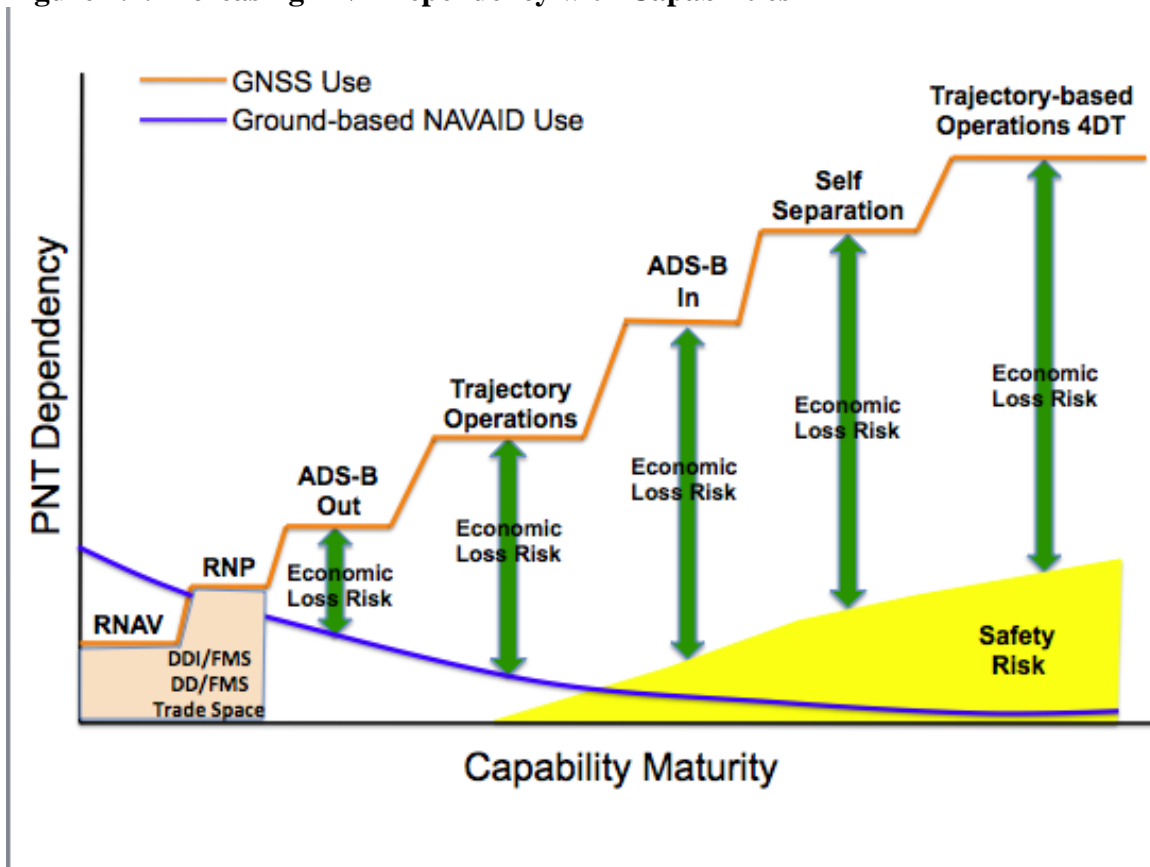 GNSS Use
Ground-based NAVAID Use
Trajectory-based
Operations 4DT
Self
Separation
ADS-B
In
Trajectory
Operations
ADS-B
Out
RNP
RNAV
Economic
Loss Risk
Economic
Loss Risk
Economic
Loss Risk
Economic
Loss Risk
Economic
Loss Risk
DDI/FMS
DD/FMS
Trade Space
Safety
Risk
PNT Dependency
Capability Maturity